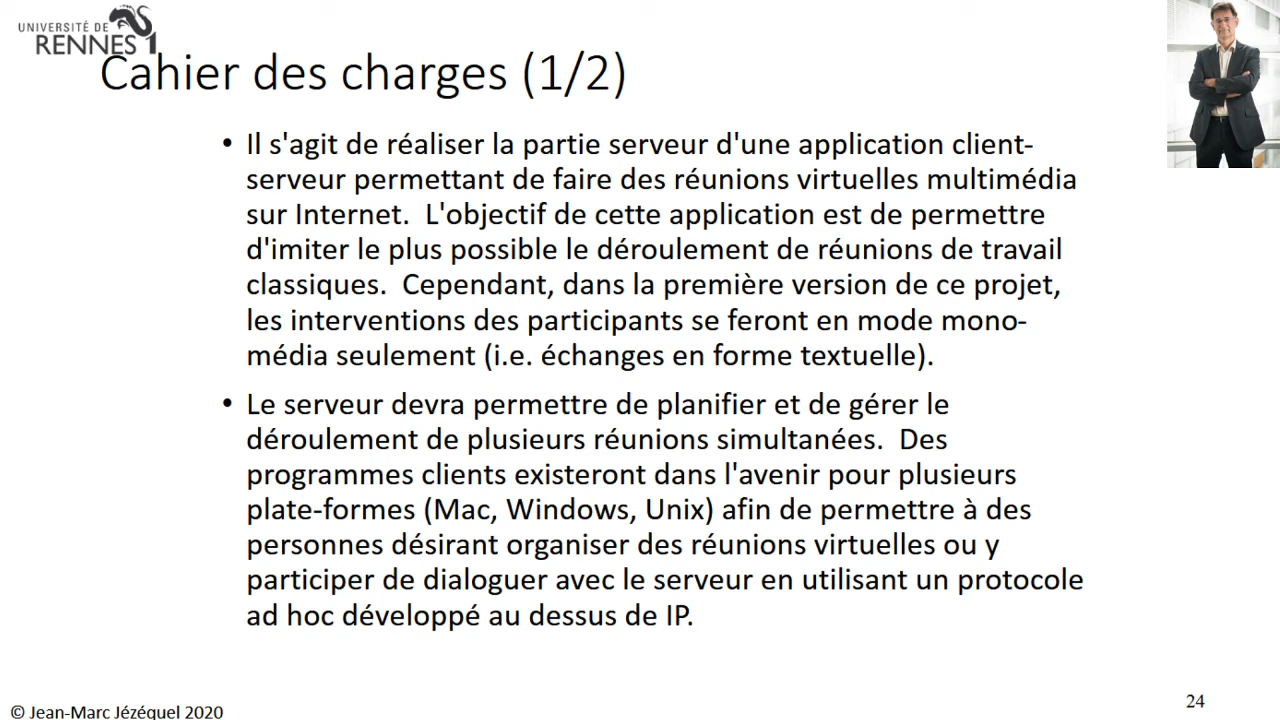 UNIVERSITÉ DE
RENNES 1
Cahier des charges (1/2)
• Il s'agit de réaliser la partie serveur d'une application client-
serveur permettant de faire des réunions virtuelles multimédia
sur Internet. L'objectif de cette application est de permettre
d'imiter le plus possible le déroulement de réunions de travail
classiques. Cependant, dans la première version de ce projet,
les interventions des participants se feront en mode mono-
média seulement (i.e. échanges en forme textuelle).
• Le serveur devra permettre de planifier et de gérer le
déroulement de plusieurs réunions simultanées. Des
programmes clients existeront dans l'avenir pour plusieurs
plate-formes (Mac, Windows, Unix) afin de permettre à des
personnes désirant organiser des réunions virtuelles ou y
participer de dialoguer avec le serveur en utilisant un protocole
ad hoc développé au dessus de IP.
© Jean-Marc Jézéquel 2020
24